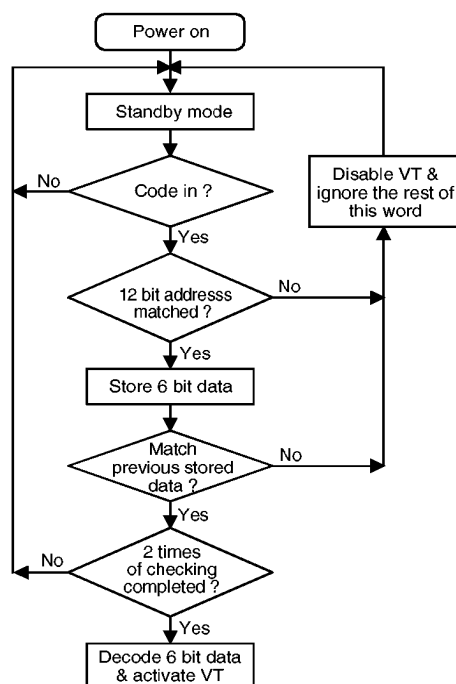 Power on
Standby mode
No
Code in ?
Yes
Disable VT &
ignore the rest of
this word
12 bit addresss
matched ?
No
Yes
Store 6 bit data
Match
previous stored
data ?
No
Yes
No
2 times
of checking
completed ?
Yes
Decode 6 bit data
& activate VT